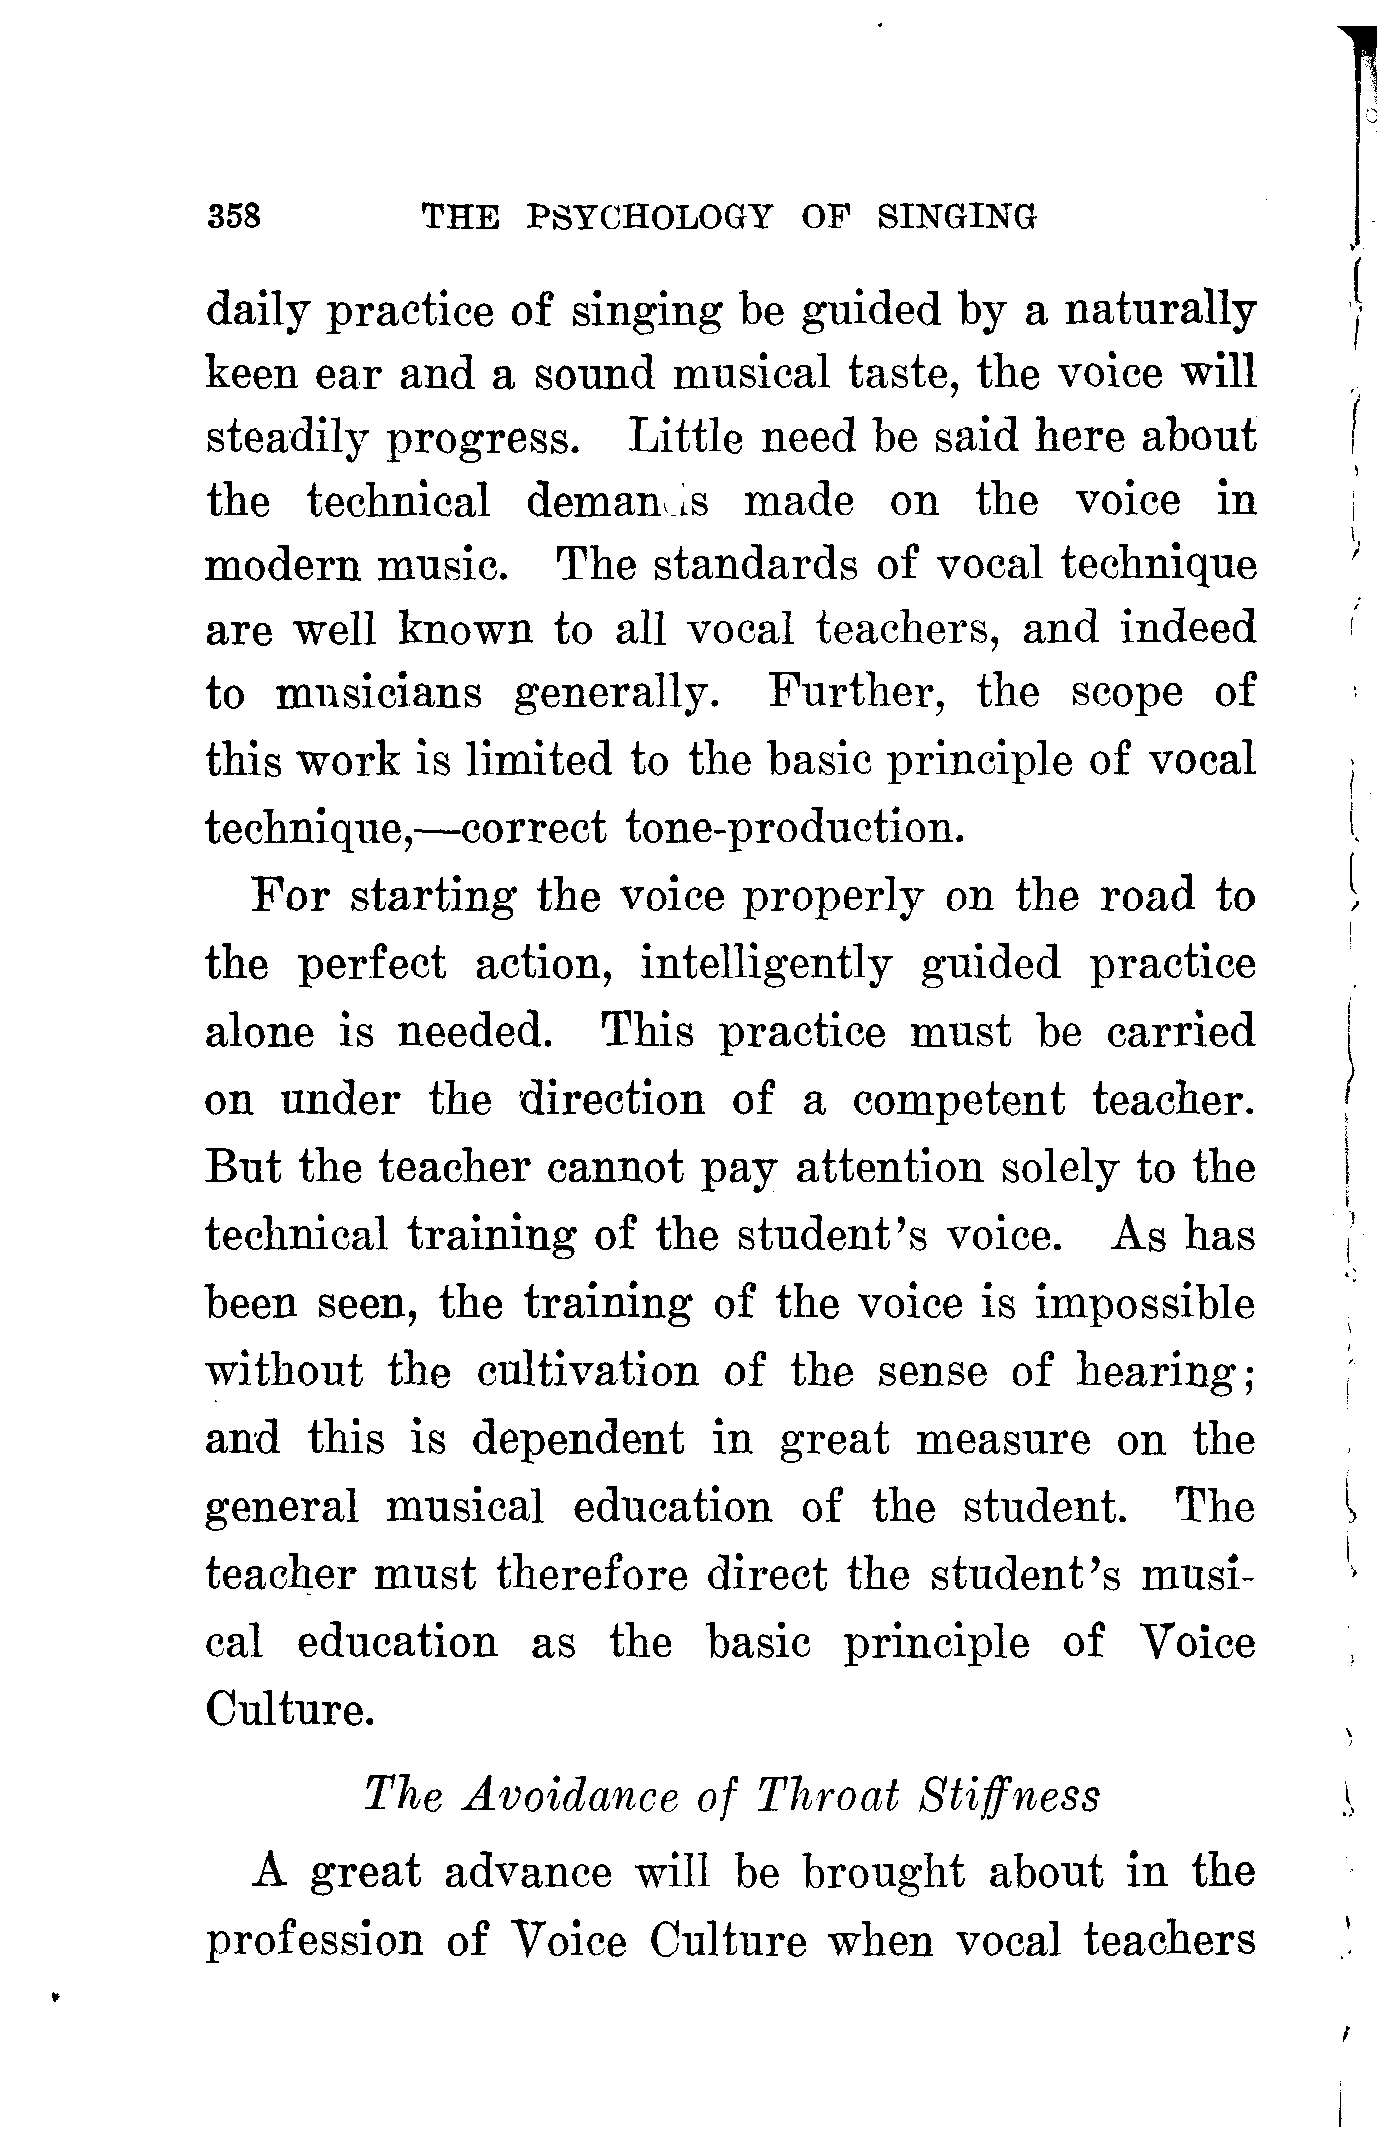 358 THE PSYCHOLOGY OF SINGING
daily practice of singing be guided by a naturally
keen ear and a sound musical taste, the voice will
steadily progress. Little need be said here about
the technical demands made on the voice in
modern music. The standards of vocal technique
are well known to all vocal teachers, and indeed
to musicians generally. Further, the scope of
this work is limited to the basic principle of vocal
technique,—correct tone-production.
For starting the voice properly on the road to
the perfect action, intelligently guided practice
alone is needed. This practice must be carried
on under the direction of a competent teacher.
But the teacher cannot pay attention solely to the
technical training of the student's voice. As has
been seen, the training of the voice is impossible
without the cultivation of the sense of hearing;
and this is dependent in great measure on the
general musical education of the student. The
teacher must therefore direct the student's musi-
cal education as the basic principle of Voice
Culture.
The Avoidance of Throat Stiffness
A great advance will be brought about in the
profession of Voice Culture when vocal teachers